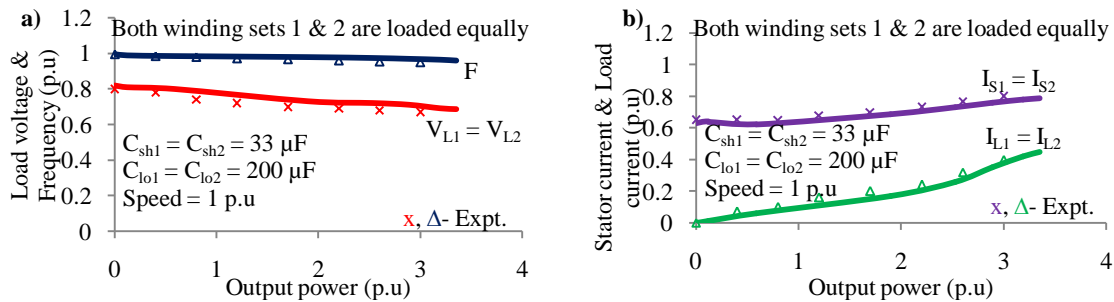 a)
Both winding sets 1 & 2 are loaded equally
Load voltage &
Frequency (p.u)
1.2
1
0.8
0.6
0.4
0.2
0
F
V_L1 = V_L2
C_sh1 = C_sh2 = 33 μF
C_lo1 = C_lo2 = 200 μF
Speed = 1 p.u
x, Δ- Expt.
0 1 2 3 4
Output power (p.u)
b)
Both winding sets 1 & 2 are loaded equally
Stator current & Load
current (p.u)
1.2
1
0.8
0.6
0.4
0.2
0
I_S1 = I_S2
C_sh1 = C_sh2 = 33 μF
I_L1 = I_L2
C_lo1 = C_lo2 = 200 μF
Speed = 1 p.u
x, Δ- Expt.
0 1 2 3 4
Output power (p.u)